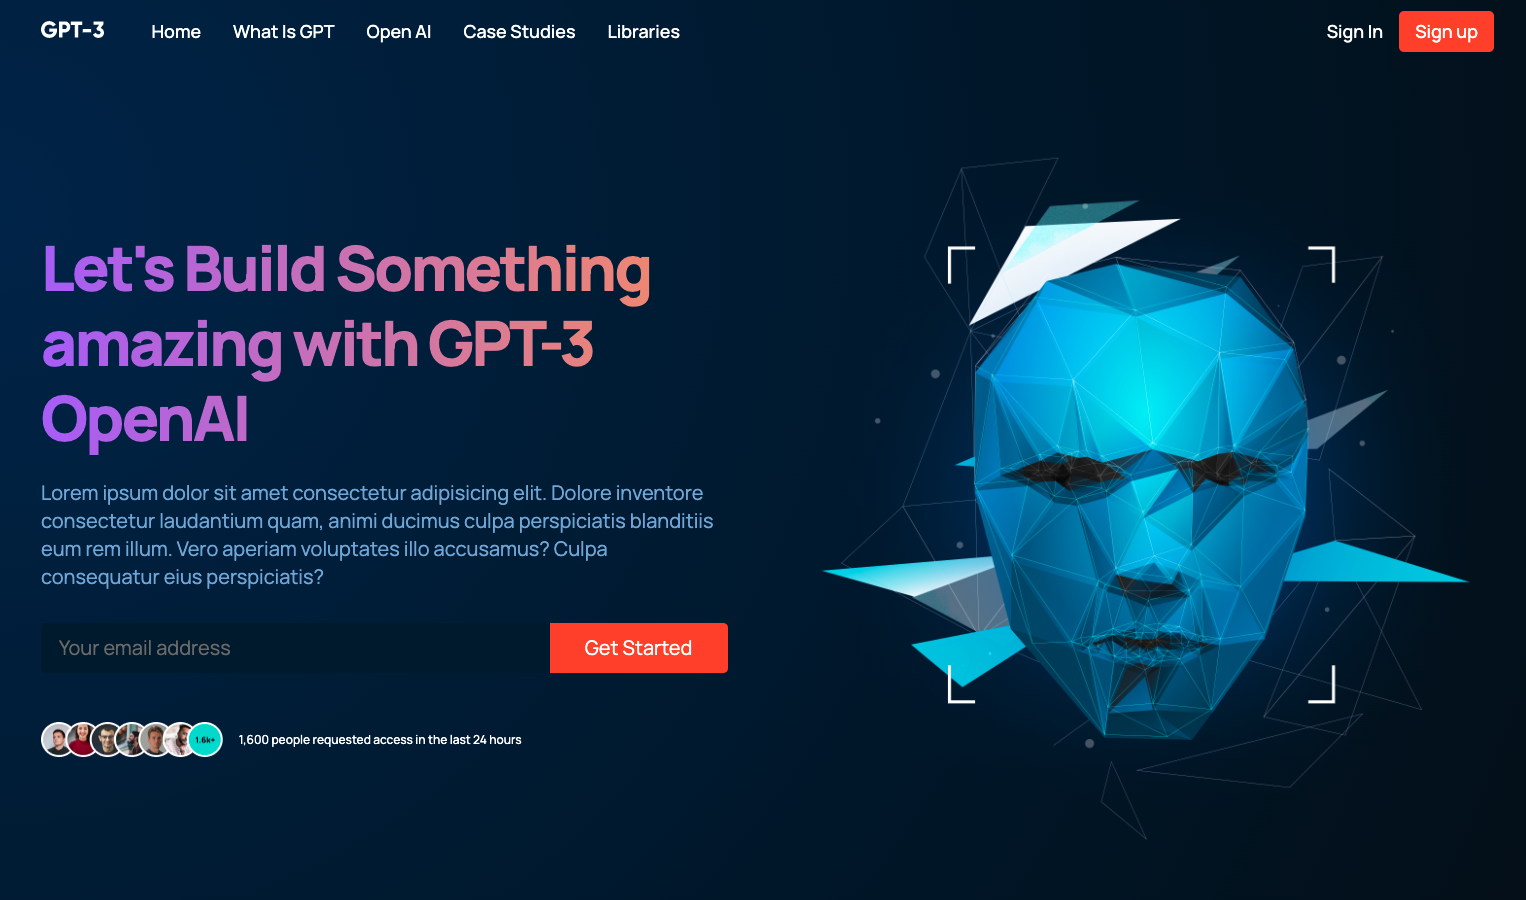 GPT-3 Home What Is GPT Open AI Case Studies Libraries Sign In Sign up
Let's Build Something
amazing with GPT-3
OpenAI
Lorem ipsum dolor sit amet consectetur adipisicing elit. Dolore inventore
consectetur laudantium quam, animi ducimus culpa perspiciatis blanditiis
eum rem illum. Vero aperiam voluptates illo accusamus? Culpa
consequatur eius perspiciatis?
Your email address Get Started
1.6k+ 1,600 people requested access in the last 24 hours